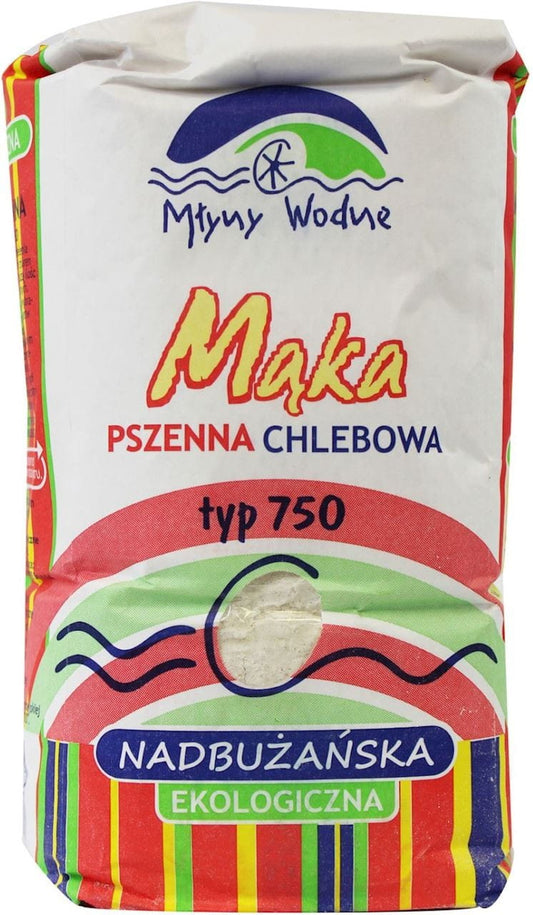 Młyny Wodne
Mąka
PSZENNA CHLEBOWA
typ 750
NADBUŻAŃSKA
EKOLOGICZNA